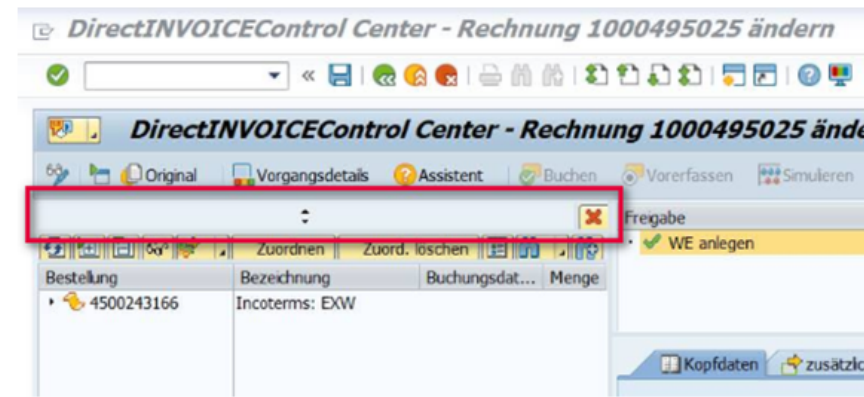 DirectINVOICEControl Center - Rechnung 1000495025 ändern
DirectINVOICEControl Center - Rechnung 1000495025 ände
Original Vorgangsdetails Assistent Buchen Vorerfassen Simulieren
Freigabe
Zuordnen Zuord. löschen
WE anlegen
Bestellung Bezeichnung Buchungsdat... Menge
4500243166 Incoterms: EXW
Kopfdaten zusätzlic